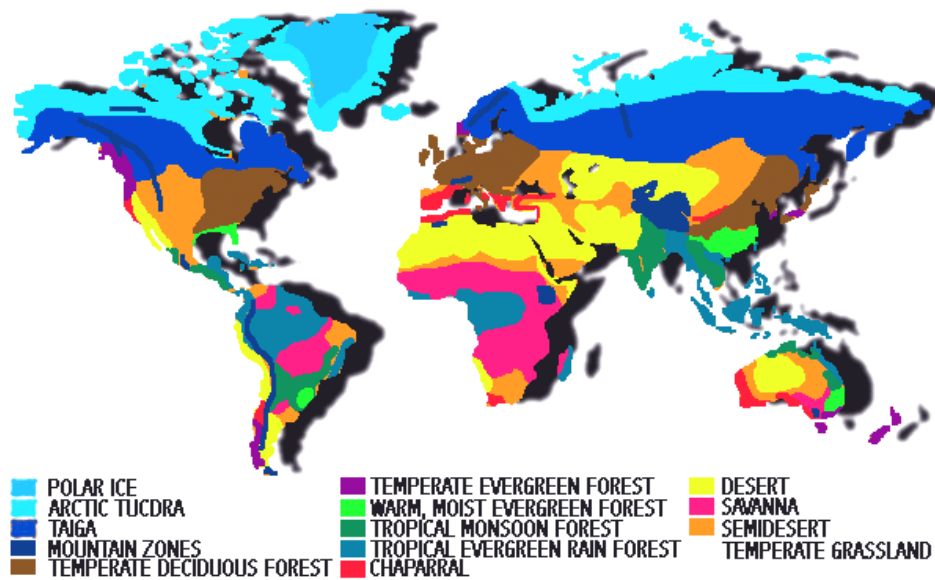 POLAR ICE
ARCTIC TUCDRA
TAIGA
MOUNTAIN ZONES
TEMPERATE DECIDUOUS FOREST
TEMPERATE EVERGREEN FOREST
WARM, MOIST EVERGREEN FOREST
TROPICAL MONSOON FOREST
TROPICAL EVERGREEN RAIN FOREST
CHAPARRAL
DESERT
SAVANNA
SEMIDESERT
TEMPERATE GRASSLAND